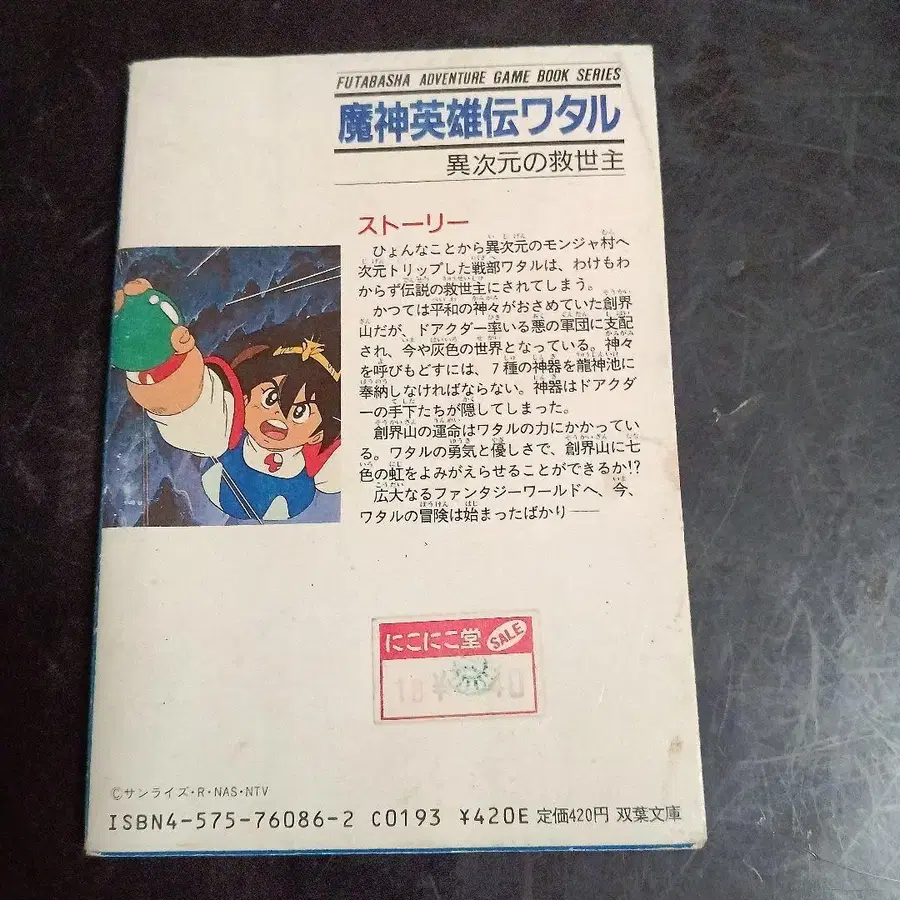 FUTABASHA ADVENTURE GAME BOOK SERIES
魔神英雄伝ワタル
異次元の救世主
ストーリー
ひょんなことから異次元のモンジャ村へ
次元トリップした戦部ワタルは、わけもわ
からず伝説の救世主にされてしまう。
かつては平和の神々がおさめていた創界
山だが、ドアクダー率いる悪の軍団に支配
され、今や灰色の世界となっている。神々
を呼びもどすには、7種の神器を龍神池に
奉納しなければならない。神器はドアクダ
ーの手下たちが隠してしまった。
創界山の運命はワタルの力にかかってい
る。ワタルの勇気と優しさで、創界山に七
色の虹をよみがえらせることができるか!?
広大なるファンタジーワールドへ、今、
ワタルの冒険は始まったばかり——
にこにこ堂 SALE
©サンライズ・R・NAS・NTV
ISBN4-575-76086-2 C0193 ¥420E 定価420円 双葉文庫